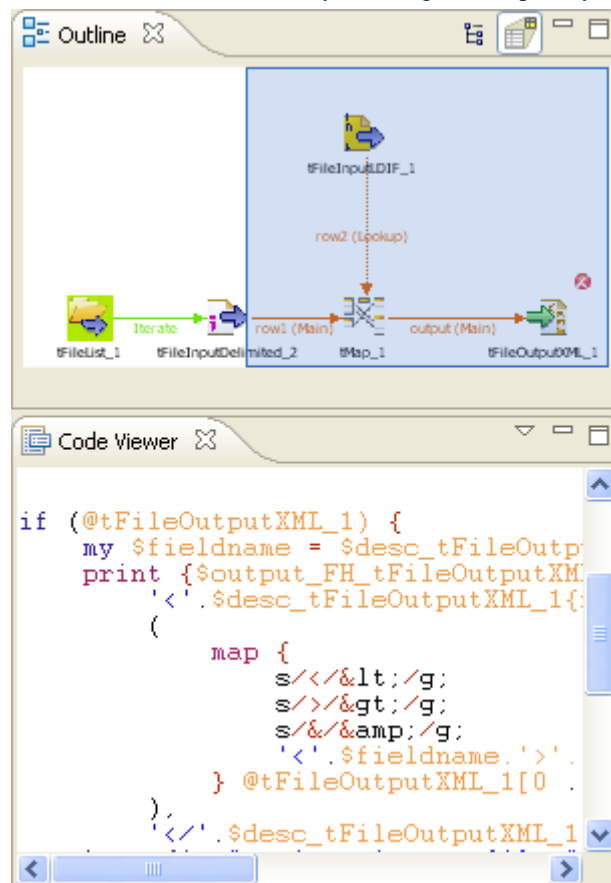 Outline
tFileInputLDIF_1
row2 (Lookup)
Iterate
row1 (Main)
output (Main)
tFileList_1
tFileInputDelimited_2
tMap_1
tFileOutputXML_1
Code Viewer
if (@tFileOutputXML_1) {
my $fieldname = $desc_tFileOutp
print {$output_FH_tFileOutputXM
'<'.$desc_tFileOutputXML_1{
(
map {
s/</&lt;/g;
s/>/&gt;/g;
s/&/&amp;/g;
'<'.$fieldname.'>'.
} @tFileOutputXML_1[0 .
),
'</'.$desc_tFileOutputXML_1